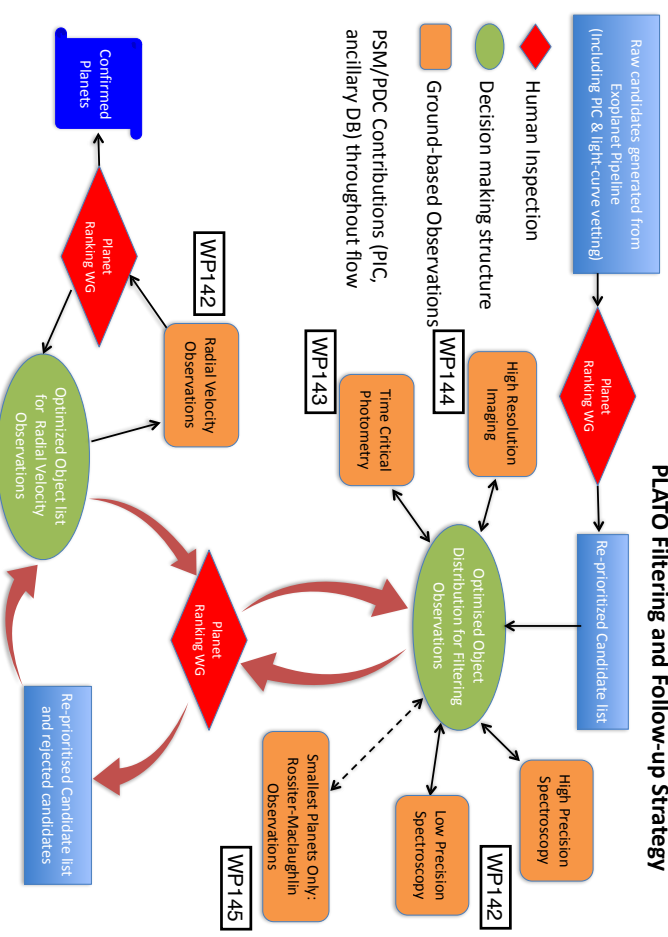 PLATO Filtering and Follow-up Strategy
Raw candidates generated from
Exoplanet Pipeline
(Including PIC & light-curve vetting)
Planet
Ranking WG
Re-prioritized Candidate list
Human Inspection
Decision making structure
Ground-based Observations
PSM/PDC Contributions (PIC,
ancillary DB) throughout flow
High Resolution
Imaging
WP144
Time Critical
Photometry
WP143
Optimised Object
Distribution for Filtering
Observations
High Precision
Spectroscopy
WP142
Low Precision
Spectroscopy
Smallest Planets Only:
Rossiter-Maclaughlin
Observations
WP145
Planet
Ranking WG
Re-prioritised Candidate list
and rejected candidates
Optimized Object list
for Radial Velocity
Observations
Radial Velocity
Observations
WP142
Planet
Ranking WG
Confirmed
Planets